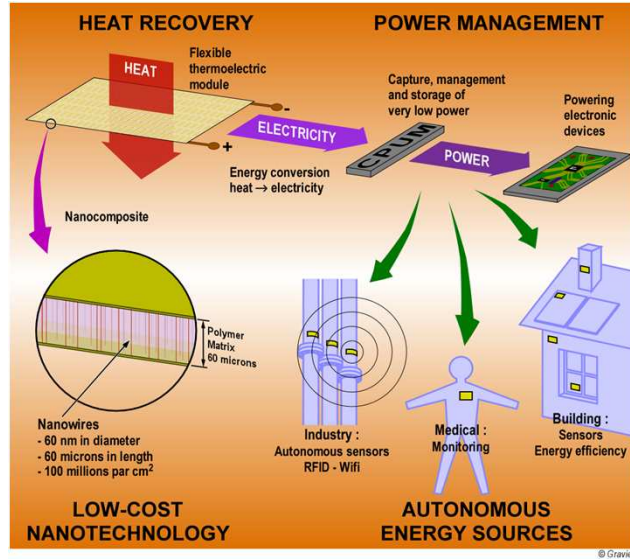 HEAT RECOVERY
POWER MANAGEMENT
Flexible
thermoelectric
module
HEAT
-
+
ELECTRICITY
Energy conversion
heat → electricity
Capture, management
and storage of
very low power
CPUM
POWER
Powering
electronic
devices
Nanocomposite
Polymer
Matrix
60 microns
Nanowires
- 60 nm in diameter
- 60 microns in length
- 100 millions par cm²
Industry :
Autonomous sensors
RFID - Wifi
Medical :
Monitoring
Building :
Sensors
Energy efficiency
LOW-COST
NANOTECHNOLOGY
AUTONOMOUS
ENERGY SOURCES
© Gravie